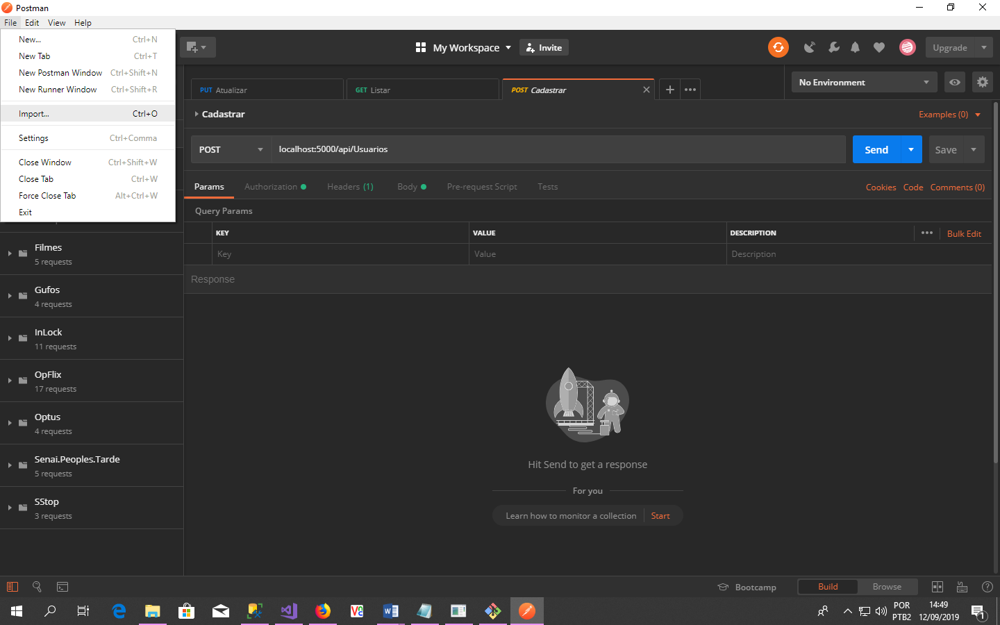 Postman
File Edit View Help
New... Ctrl+N
New Tab Ctrl+T
New Postman Window Ctrl+Shift+N
New Runner Window Ctrl+Shift+R
Import... Ctrl+O
Settings Ctrl+Comma
Close Window Ctrl+Shift+W
Close Tab Ctrl+W
Force Close Tab Alt+Ctrl+W
Exit
Filmes
5 requests
Gufos
4 requests
InLock
11 requests
OpFlix
17 requests
Optus
4 requests
Senai.Peoples.Tarde
5 requests
SStop
3 requests
My Workspace Invite Upgrade
PUT Atualizar GET Listar POST Cadastrar No Environment
Cadastrar Examples (0)
POST localhost:5000/api/Usuarios Send Save
Params Authorization Headers (1) Body Pre-request Script Tests Cookies Code Comments (0)
Query Params
KEY VALUE DESCRIPTION Bulk Edit
Key Value Description
Response
Hit Send to get a response
For you
Learn how to monitor a collection Start
Bootcamp Build Browse
POR 14:49
PTB2 12/09/2019 1